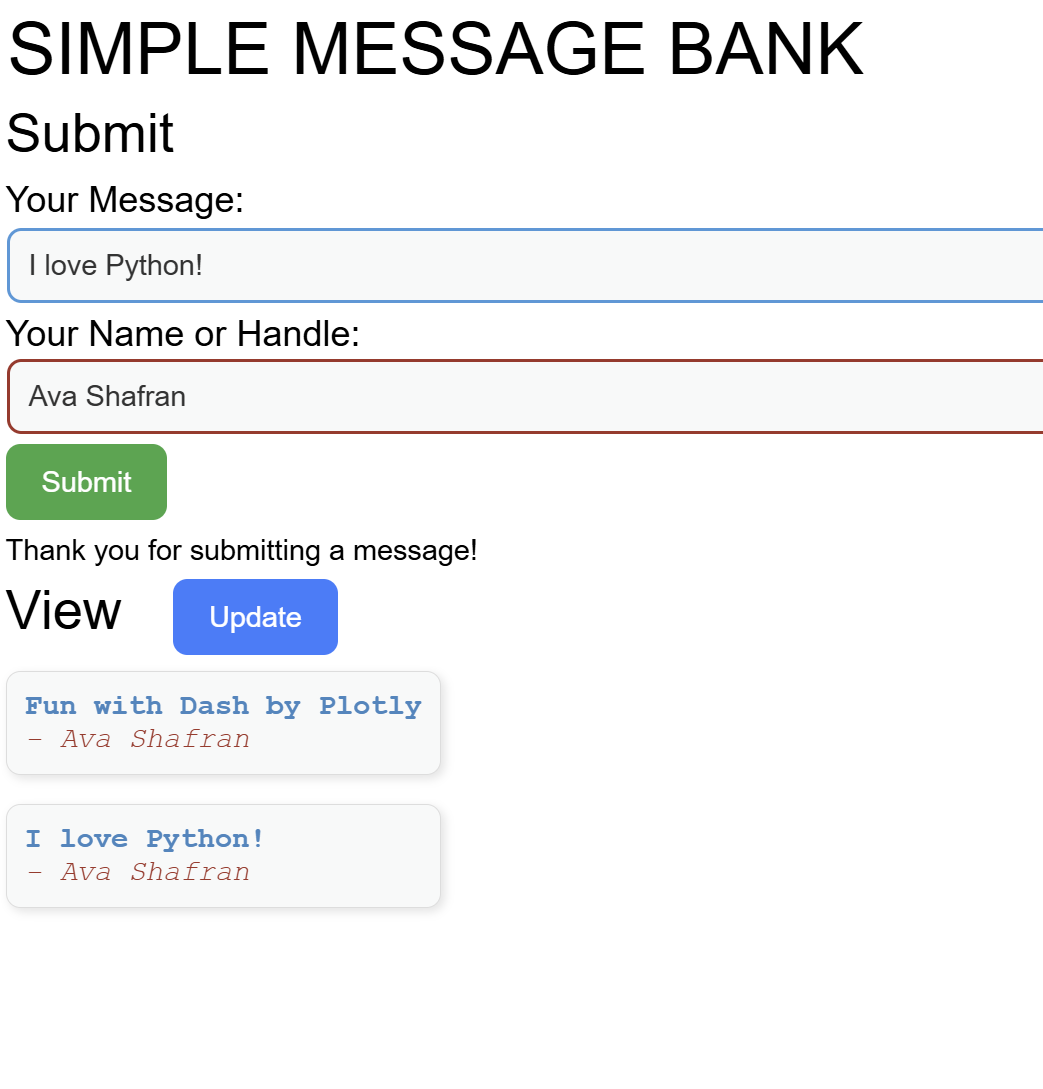 SIMPLE MESSAGE BANK
Submit
Your Message:
I love Python!
Your Name or Handle:
Ava Shafran
Submit
Thank you for submitting a message!
View
Update
Fun with Dash by Plotly
- Ava Shafran
I love Python!
- Ava Shafran